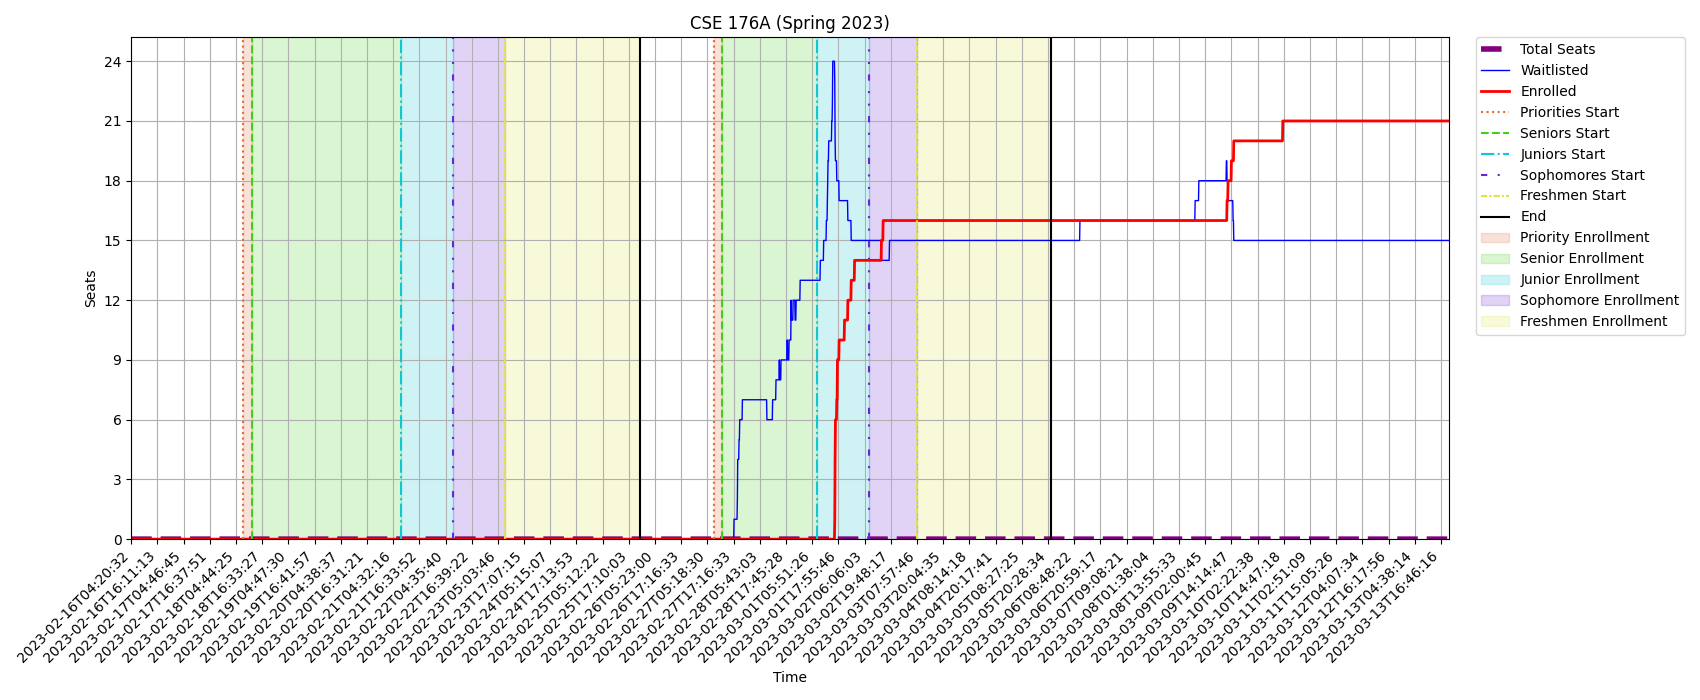 CSE 176A (Spring 2023)
Seats
24
21
18
15
12
9
6
3
0
2023-02-16T04:20:32
2023-02-16T16:11:13
2023-02-17T04:46:45
2023-02-17T16:37:51
2023-02-18T04:44:25
2023-02-18T16:33:27
2023-02-19T04:47:30
2023-02-19T16:41:57
2023-02-20T04:38:37
2023-02-20T16:31:21
2023-02-21T04:32:16
2023-02-21T16:33:52
2023-02-22T04:35:40
2023-02-22T16:39:22
2023-02-23T05:03:46
2023-02-23T17:07:15
2023-02-24T05:15:07
2023-02-24T17:13:53
2023-02-25T05:12:22
2023-02-25T17:10:03
2023-02-26T05:23:00
2023-02-26T17:16:33
2023-02-27T05:18:30
2023-02-27T17:16:33
2023-02-28T05:43:03
2023-02-28T17:45:28
2023-03-01T05:51:26
2023-03-01T17:55:46
2023-03-02T06:06:03
2023-03-02T19:48:17
2023-03-03T07:57:46
2023-03-03T20:04:35
2023-03-04T08:14:18
2023-03-04T20:17:41
2023-03-05T08:27:25
2023-03-05T20:28:34
2023-03-06T08:48:22
2023-03-06T20:59:17
2023-03-07T09:08:21
2023-03-08T01:38:04
2023-03-08T13:55:33
2023-03-09T02:00:45
2023-03-09T14:14:47
2023-03-10T02:22:38
2023-03-10T14:47:18
2023-03-11T02:51:09
2023-03-11T15:05:26
2023-03-12T04:07:34
2023-03-12T16:17:56
2023-03-13T04:38:14
2023-03-13T16:46:16
Time
Total Seats
Waitlisted
Enrolled
Priorities Start
Seniors Start
Juniors Start
Sophomores Start
Freshmen Start
End
Priority Enrollment
Senior Enrollment
Junior Enrollment
Sophomore Enrollment
Freshmen Enrollment